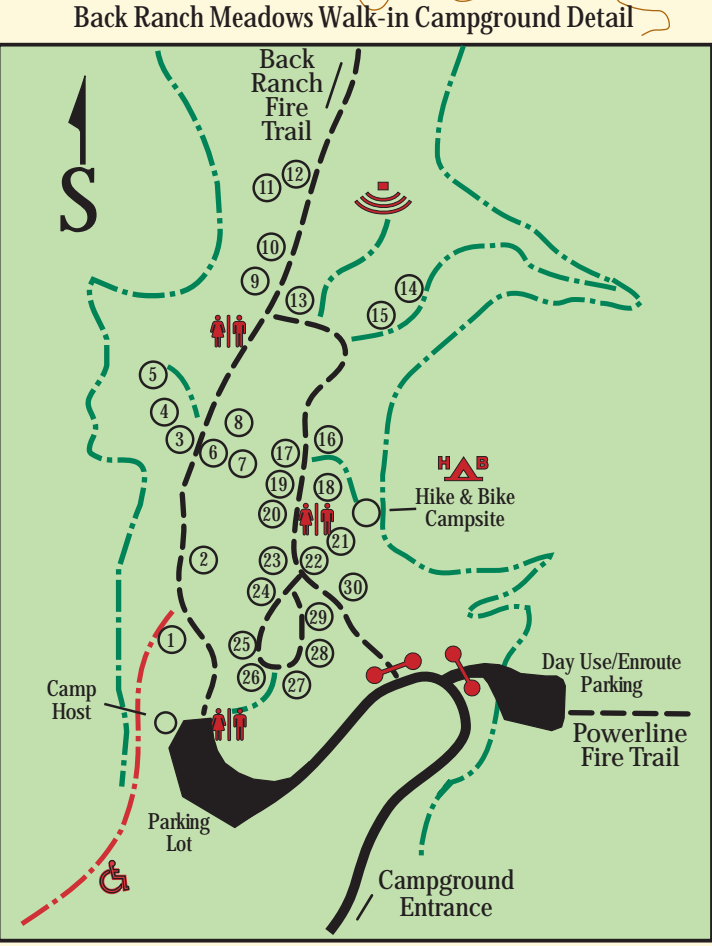 Back Ranch Meadows Walk-in Campground Detail
Back
Ranch
Fire
Trail
S
12
11
10
9
13
14
15
5
4
3
8
6
7
17
16
19
18
20
H B
Hike & Bike
Campsite
21
2
23
22
24
30
29
1
25
28
26
27
Day Use/Enroute
Parking
Camp
Host
Powerline
Fire Trail
Parking
Lot
Campground
Entrance